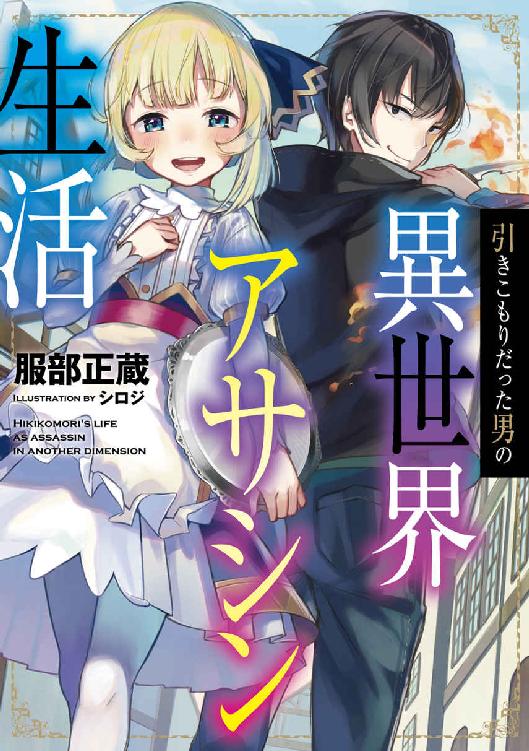 引きこもりだった男の
異世界
アサシン
生活
服部正蔵
ILLUSTRATION BY シロジ
HIKIKOMORI'S LIFE
AS ASSASSIN
IN ANOTHER DIMENSION